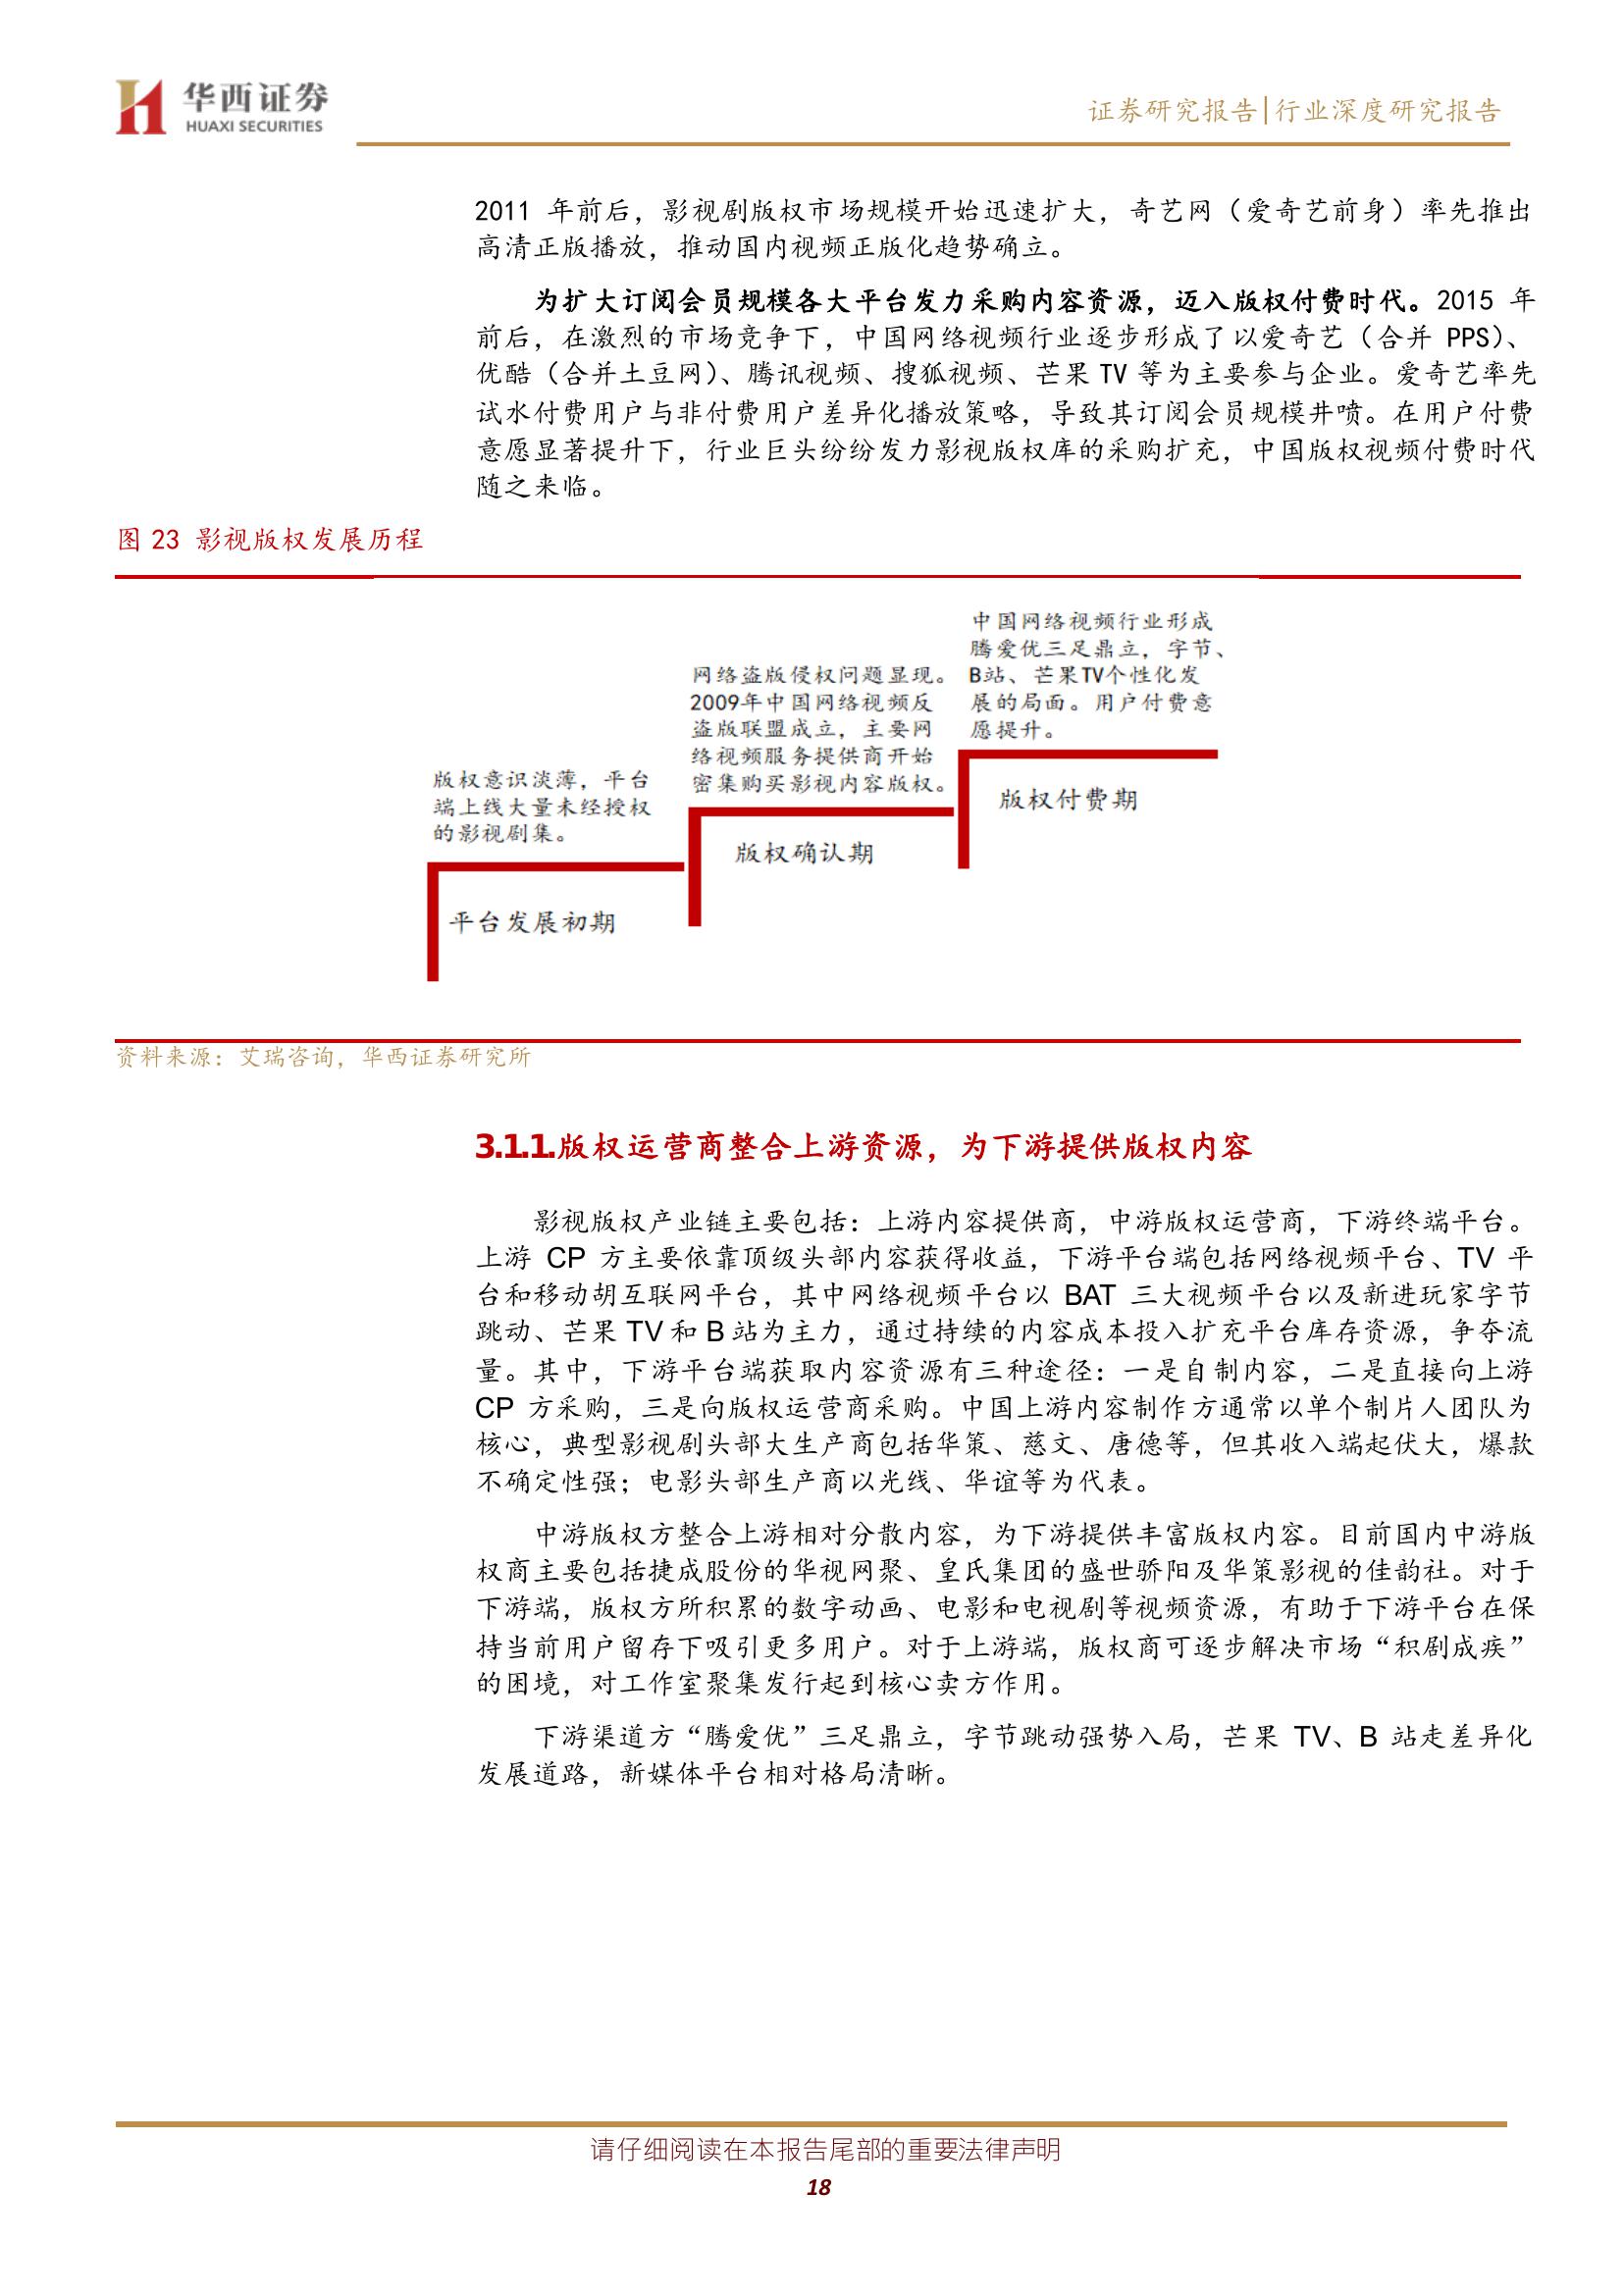 华西证券
HUAXI SECURITIES
证券研究报告|行业深度研究报告
2011 年前后，影视剧版权市场规模开始迅速扩大，奇艺网（爱奇艺前身）率先推出
高清正版播放，推动国内视频正版化趋势确立。
为扩大订阅会员规模各大平台发力采购内容资源，迈入版权付费时代。2015 年
前后，在激烈的市场竞争下，中国网络视频行业逐步形成了以爱奇艺（合并 PPS）、
优酷（合并土豆网）、腾讯视频、搜狐视频、芒果 TV 等为主要参与企业。爱奇艺率先
试水付费用户与非付费用户差异化播放策略，导致其订阅会员规模井喷。在用户付费
意愿显著提升下，行业巨头纷纷发力影视版权库的采购扩充，中国版权视频付费时代
随之来临。
图 23 影视版权发展历程
版权意识淡薄，平台
端上线大量未经授权
的影视剧集。
平台发展初期
网络盗版侵权问题显现。
2009年中国网络视频反
盗版联盟成立，主要网
络视频服务提供商开始
密集购买影视内容版权。
版权确认期
中国网络视频行业形成
腾爱优三足鼎立，字节、
B站、芒果TV个性化发
展的局面。用户付费意
愿提升。
版权付费期
资料来源：艾瑞咨询，华西证券研究所
3.1.1.版权运营商整合上游资源，为下游提供版权内容
影视版权产业链主要包括：上游内容提供商，中游版权运营商，下游终端平台。
上游 CP 方主要依靠顶级头部内容获得收益，下游平台端包括网络视频平台、TV 平
台和移动胡互联网平台，其中网络视频平台以 BAT 三大视频平台以及新进玩家字节
跳动、芒果 TV 和 B 站为主力，通过持续的内容成本投入扩充平台库存资源，争夺流
量。其中，下游平台端获取内容资源有三种途径：一是自制内容，二是直接向上游
CP 方采购，三是向版权运营商采购。中国上游内容制作方通常以单个制片人团队为
核心，典型影视剧头部大生产商包括华策、慈文、唐德等，但其收入端起伏大，爆款
不确定性强；电影头部生产商以光线、华谊等为代表。
中游版权方整合上游相对分散内容，为下游提供丰富版权内容。目前国内中游版
权商主要包括捷成股份的华视网聚、皇氏集团的盛世骄阳及华策影视的佳韵社。对于
下游端，版权方所积累的数字动画、电影和电视剧等视频资源，有助于下游平台在保
持当前用户留存下吸引更多用户。对于上游端，版权商可逐步解决市场“积剧成疾”
的困境，对工作室聚集发行起到核心卖方作用。
下游渠道方“腾爱优”三足鼎立，字节跳动强势入局，芒果 TV、B 站走差异化
发展道路，新媒体平台相对格局清晰。
请仔细阅读在本报告尾部的重要法律声明
18